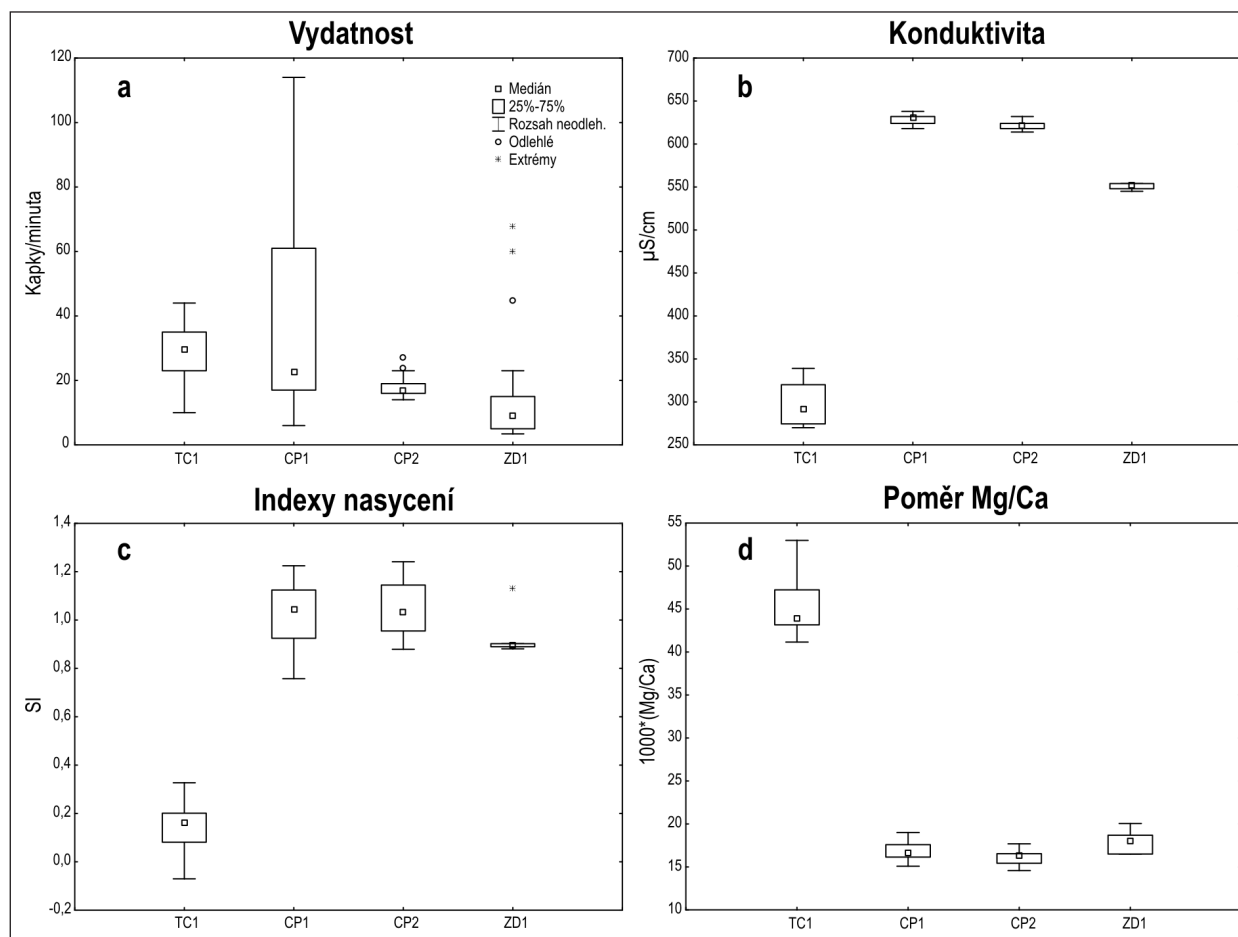 Vydatnost
a
Medián
25%-75%
Rozsah neodleh.
Odlehlé
Extrémy
Kapky/minuta
120
100
80
60
40
20
0
TC1 CP1 CP2 ZD1
Konduktivita
b
µS/cm
700
650
600
550
500
450
400
350
300
250
TC1 CP1 CP2 ZD1
Indexy nasycení
c
SI
1,4
1,2
1,0
0,8
0,6
0,4
0,2
0,0
-0,2
TC1 CP1 CP2 ZD1
Poměr Mg/Ca
d
1000*(Mg/Ca)
55
50
45
40
35
30
25
20
15
10
TC1 CP1 CP2 ZD1